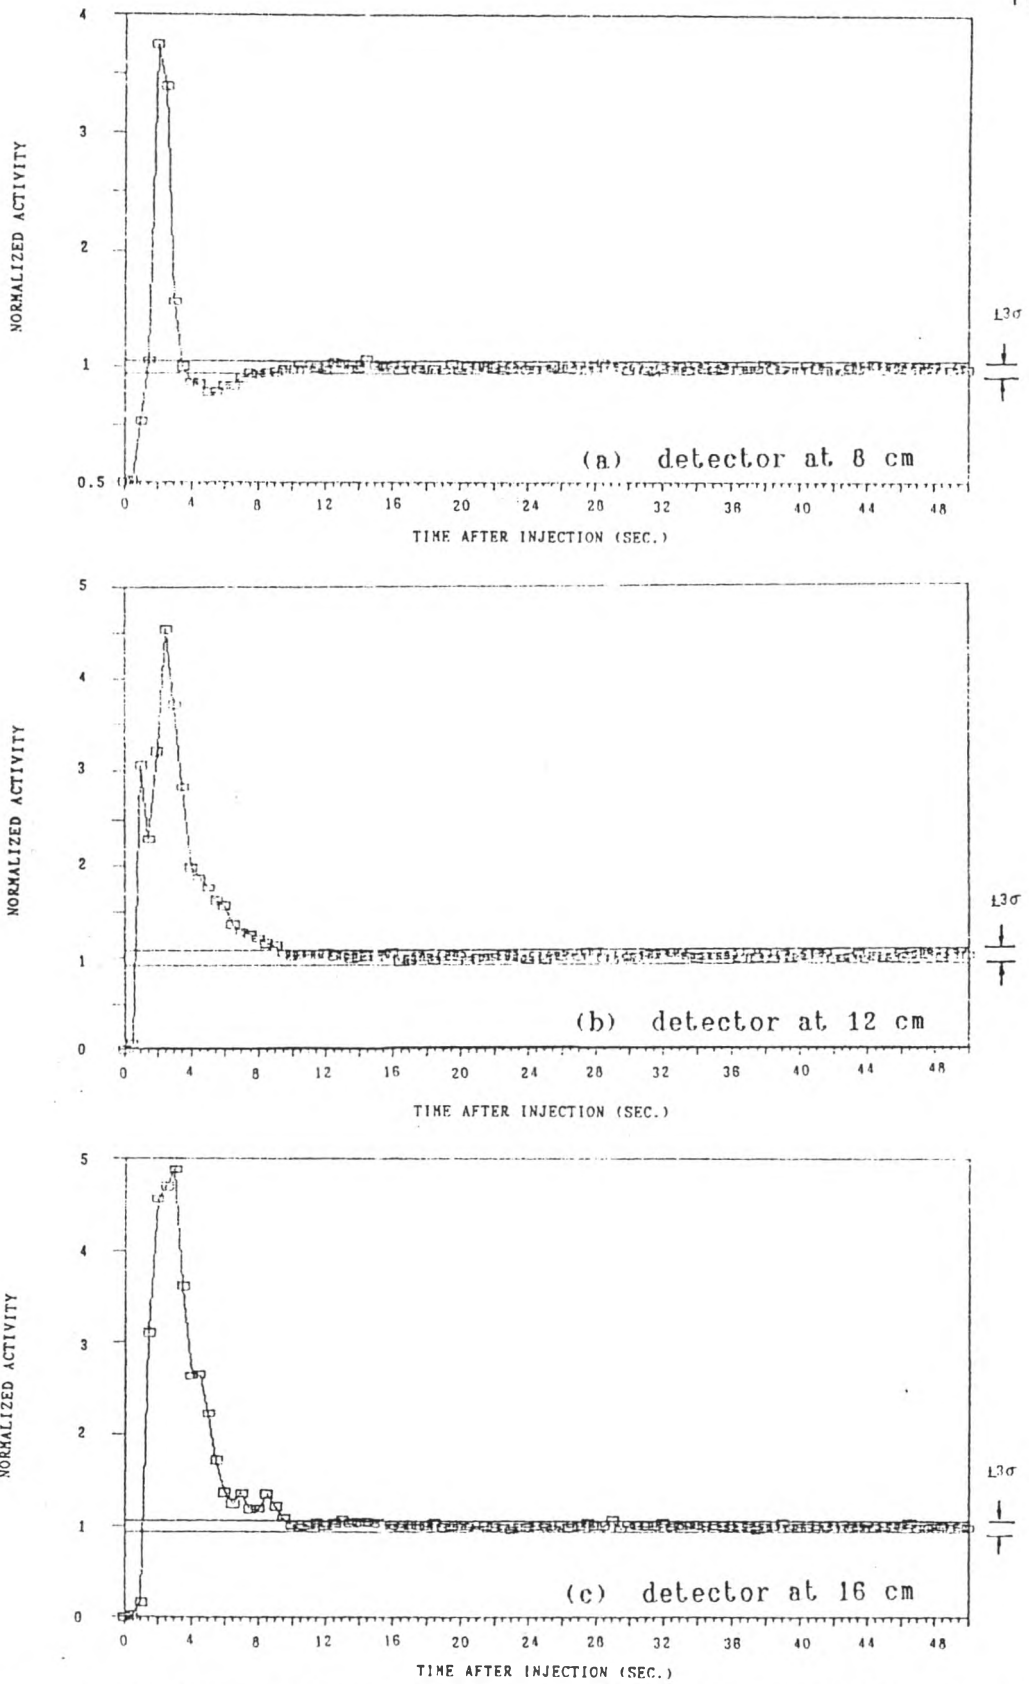 4
3
2
1
0.5
NORMALIZED ACTIVITY
±3σ
(a) detector at 8 cm
0 4 8 12 16 20 24 28 32 36 40 44 48
TIME AFTER INJECTION (SEC.)
5
4
3
2
1
0
NORMALIZED ACTIVITY
±3σ
(b) detector at 12 cm
0 4 8 12 16 20 24 28 32 36 40 44 48
TIME AFTER INJECTION (SEC.)
5
4
3
2
1
0
NORMALIZED ACTIVITY
±3σ
(c) detector at 16 cm
0 4 8 12 16 20 24 28 32 36 40 44 48
TIME AFTER INJECTION (SEC.)